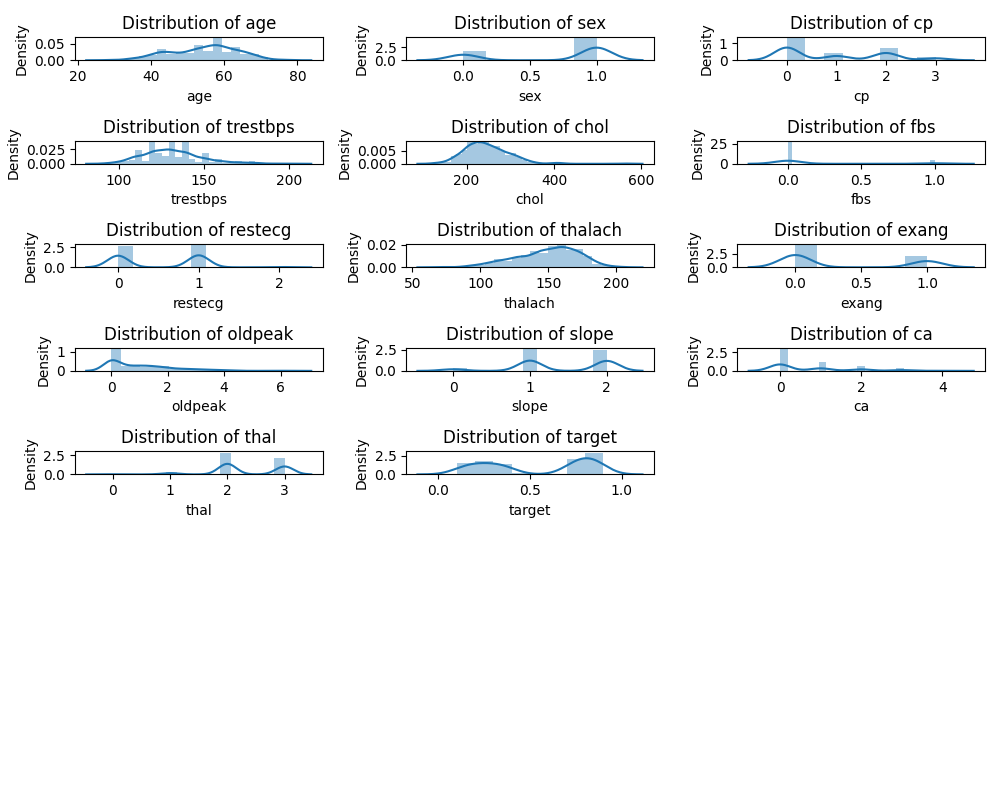 Distribution of age
Density
0.05
0.00
20 40 60 80
age
Distribution of sex
Density
2.5
0.0
0.0 0.5 1.0
sex
Distribution of cp
Density
1
0
0 1 2 3
cp
Distribution of trestbps
Density
0.025
0.000
100 150 200
trestbps
Distribution of chol
Density
0.005
0.000
200 400 600
chol
Distribution of fbs
Density
25
0
0.0 0.5 1.0
fbs
Distribution of restecg
Density
2.5
0.0
0 1 2
restecg
Distribution of thalach
Density
0.02
0.00
50 100 150 200
thalach
Distribution of exang
Density
2.5
0.0
0.0 0.5 1.0
exang
Distribution of oldpeak
Density
1
0
0 2 4 6
oldpeak
Distribution of slope
Density
2.5
0.0
0 1 2
slope
Distribution of ca
Density
2.5
0.0
0 2 4
ca
Distribution of thal
Density
2.5
0.0
0 1 2 3
thal
Distribution of target
Density
2.5
0.0
0.0 0.5 1.0
target